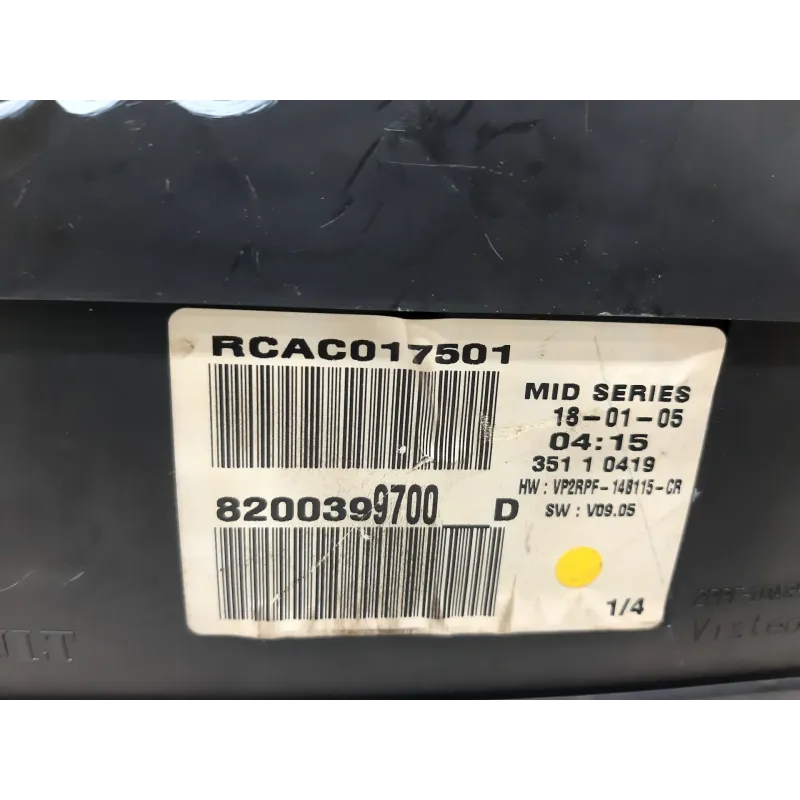 RCAC017501
MID SERIES
18-01-05
04:15
351 1 0419
HW : VP2RPF-14B115-CR
SW : V09.05
8200399700__D
1/4